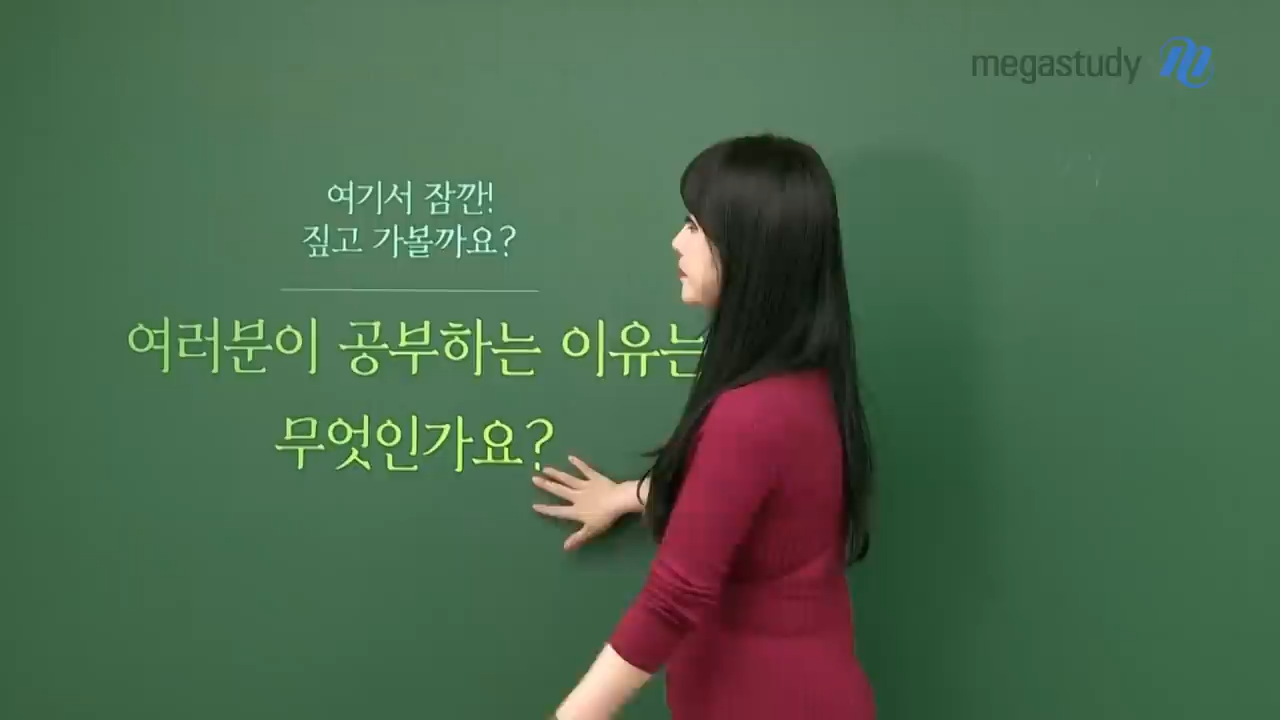 megastudy
여기서 잠깐!
짚고 가볼까요?
여러분이 공부하는 이유는
무엇인가요?